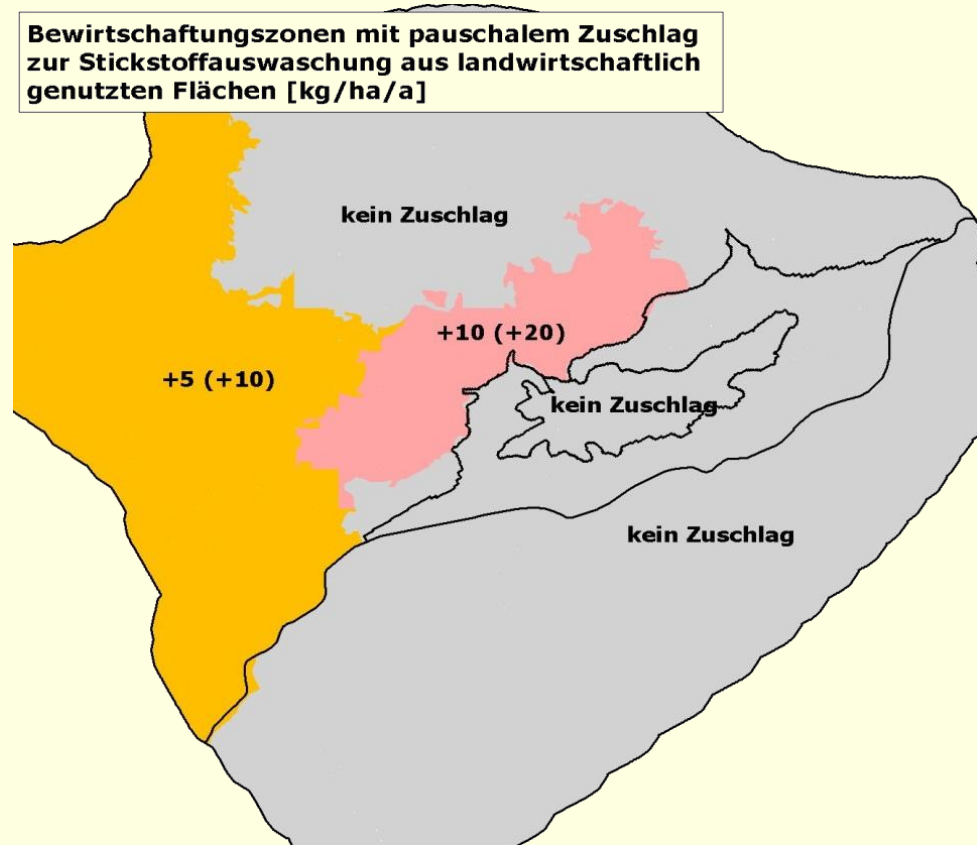 Bewirtschaftungszonen mit pauschalem Zuschlag
zur Stickstoffauswaschung aus landwirtschaftlich
genutzten Flächen [kg/ha/a]
kein Zuschlag
+10 (+20)
+5 (+10)
kein Zuschlag
kein Zuschlag